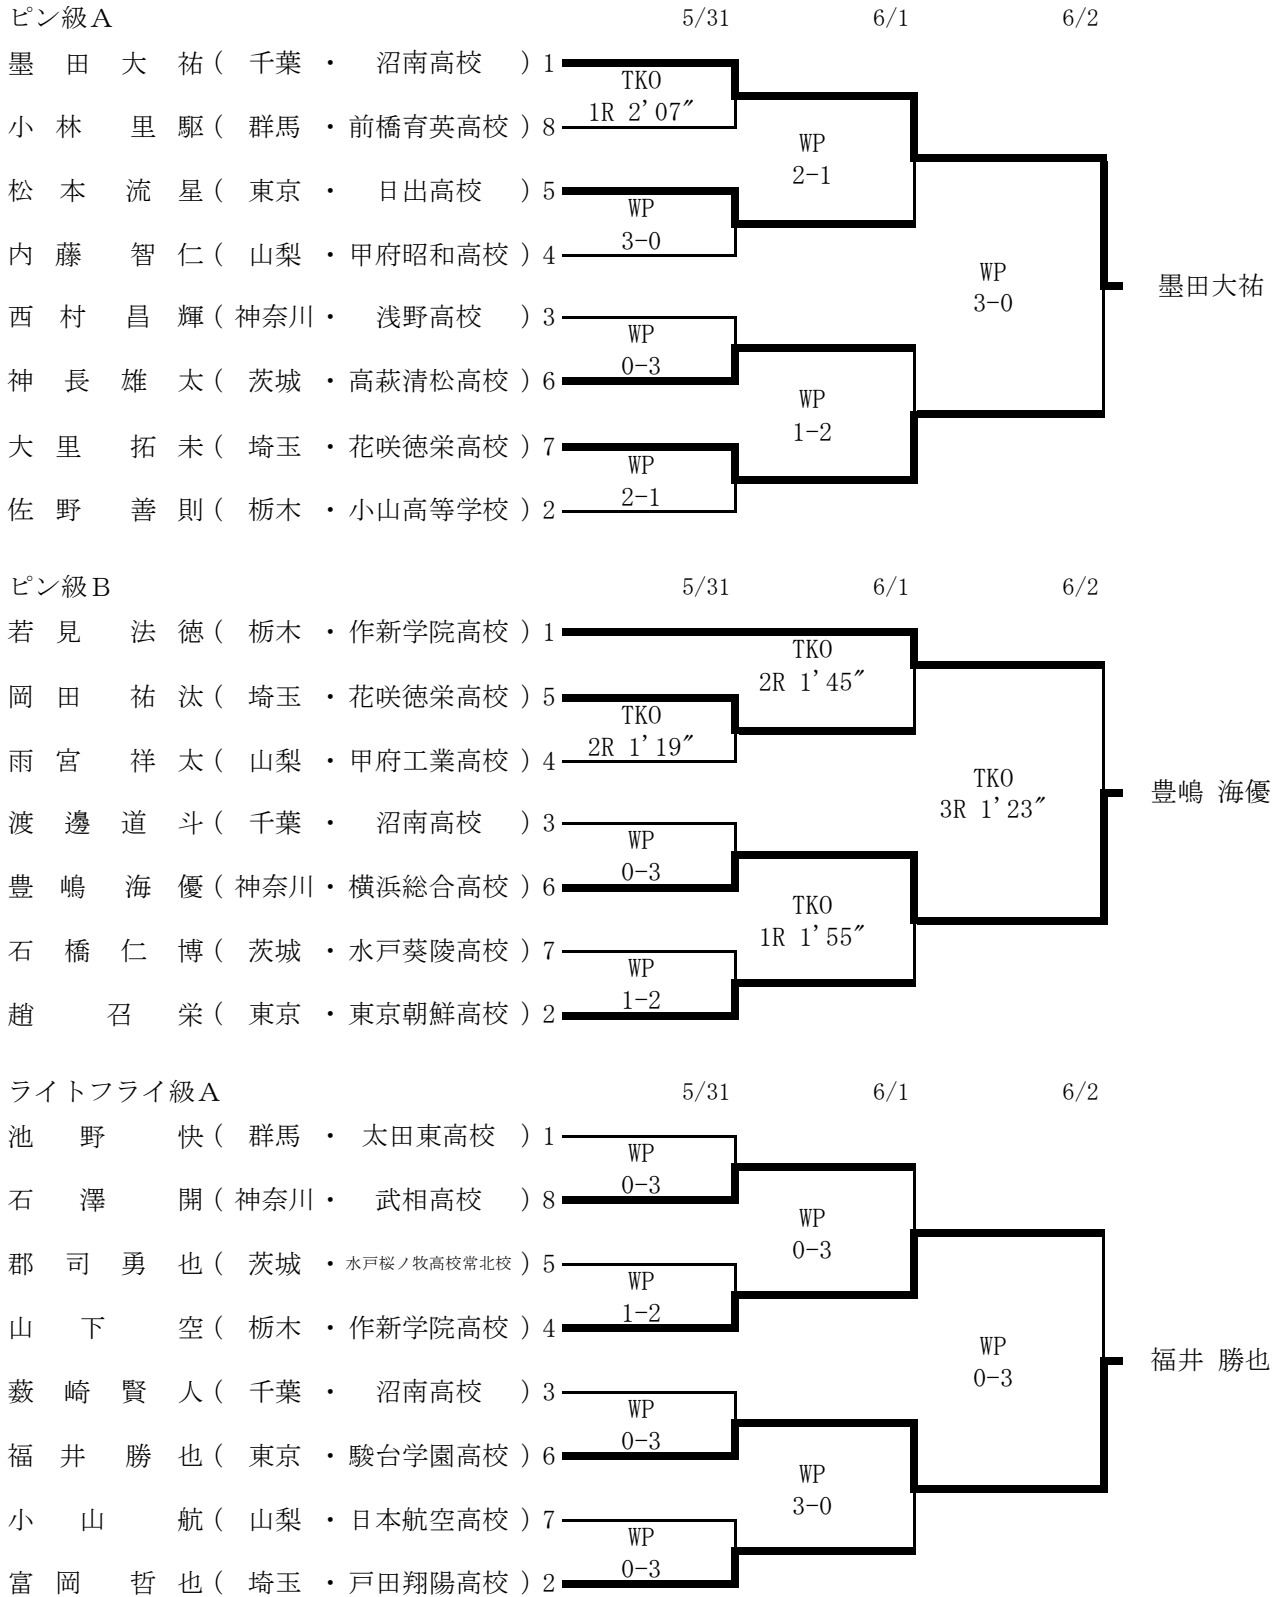 ピン級A 5/31 6/1 6/2
墨田大祐(千葉・沼南高校)1
TKO
1R 2'07″
小林里駆(群馬・前橋育英高校)8
WP
2-1
松本流星(東京・日出高校)5
WP
3-0
内藤智仁(山梨・甲府昭和高校)4
WP
3-0
墨田大祐
西村昌輝(神奈川・浅野高校)3
WP
0-3
神長雄太(茨城・高萩清松高校)6
WP
1-2
大里拓未(埼玉・花咲徳栄高校)7
WP
2-1
佐野善則(栃木・小山高等学校)2
ピン級B 5/31 6/1 6/2
若見法徳(栃木・作新学院高校)1
TKO
2R 1'45″
岡田祐汰(埼玉・花咲徳栄高校)5
TKO
2R 1'19″
雨宮祥太(山梨・甲府工業高校)4
TKO
3R 1'23″
豊嶋 海優
渡邊道斗(千葉・沼南高校)3
WP
0-3
豊嶋海優(神奈川・横浜総合高校)6
TKO
1R 1'55″
石橋仁博(茨城・水戸葵陵高校)7
WP
1-2
趙召栄(東京・東京朝鮮高校)2
ライトフライ級A 5/31 6/1 6/2
池野快(群馬・太田東高校)1
WP
0-3
石澤開(神奈川・武相高校)8
WP
0-3
郡司勇也(茨城・水戸桜ノ牧高校常北校)5
WP
1-2
山下空(栃木・作新学院高校)4
WP
0-3
福井 勝也
薮崎賢人(千葉・沼南高校)3
WP
0-3
福井勝也(東京・駿台学園高校)6
WP
3-0
小山航(山梨・日本航空高校)7
WP
0-3
富岡哲也(埼玉・戸田翔陽高校)2